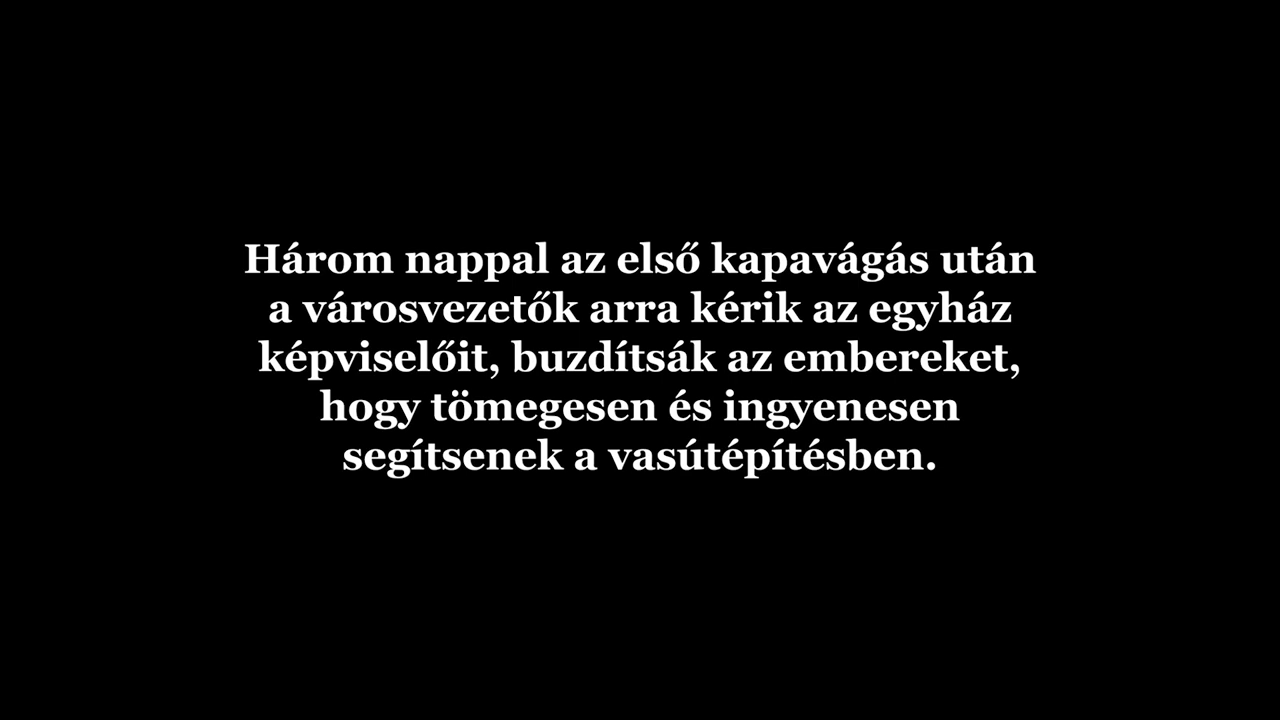 Három nappal az első kapavágás után
a városvezetők arra kérik az egyház
képviselőit, buzdítsák az embereket,
hogy tömegesen és ingyenesen
segítsenek a vasútépítésben.